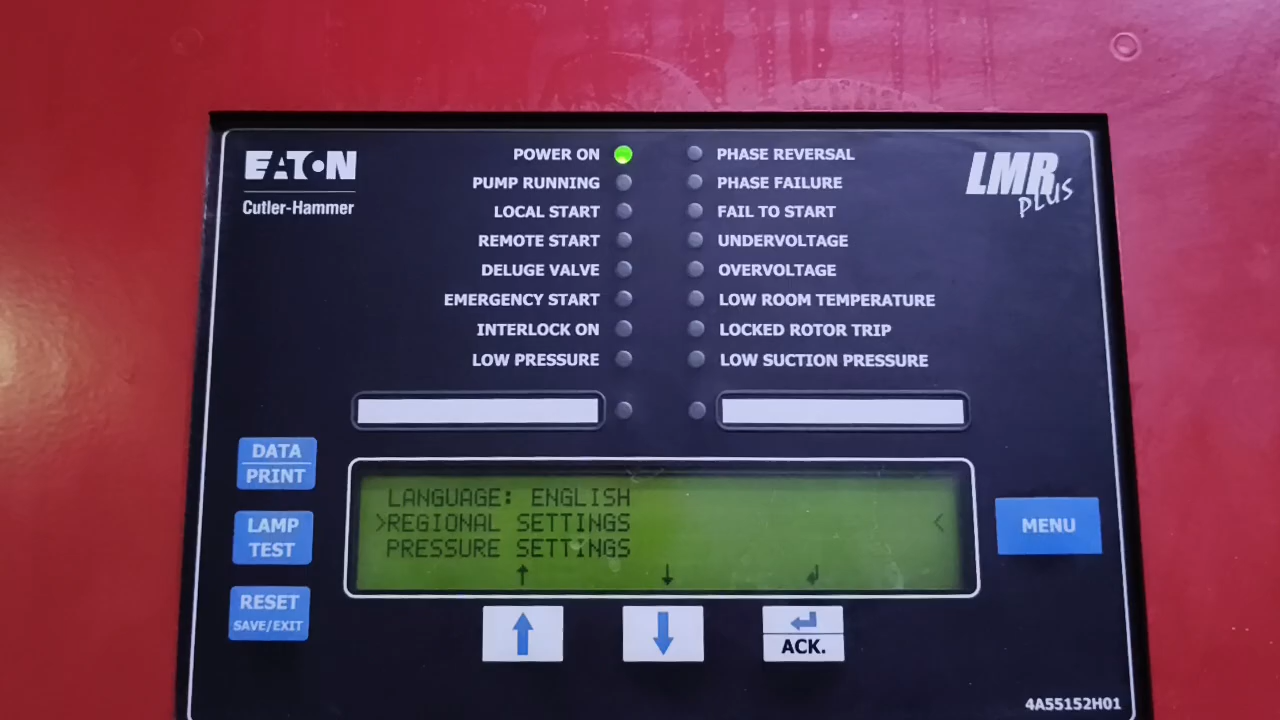 EATON
Cutler-Hammer
LMR
PLUS
POWER ON
PUMP RUNNING
LOCAL START
REMOTE START
DELUGE VALVE
EMERGENCY START
INTERLOCK ON
LOW PRESSURE
PHASE REVERSAL
PHASE FAILURE
FAIL TO START
UNDERVOLTAGE
OVERVOLTAGE
LOW ROOM TEMPERATURE
LOCKED ROTOR TRIP
LOW SUCTION PRESSURE
DATA
PRINT
LAMP
TEST
RESET
SAVE/EXIT
LANGUAGE: ENGLISH
>REGIONAL SETTINGS <
PRESSURE SETTINGS
↑ ↓ ↲
MENU
↑ ↓ ↲
ACK.
4A55152H01